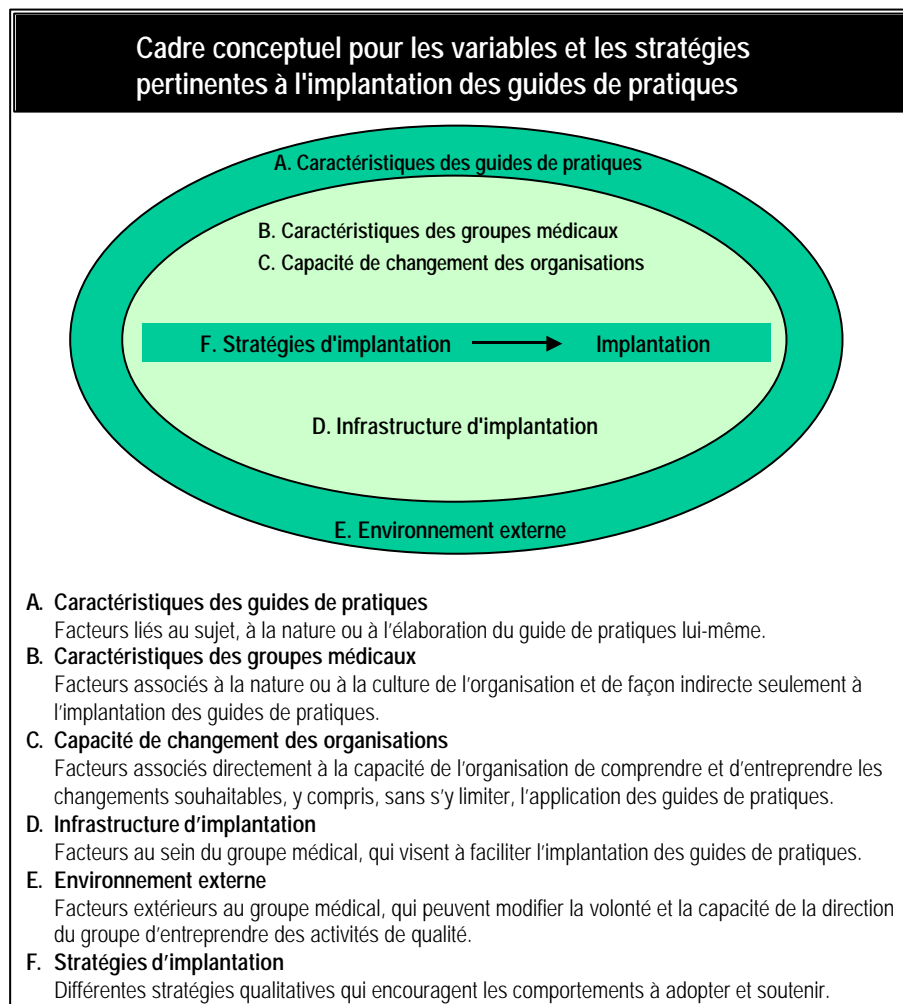 Cadre conceptuel pour les variables et les stratégies
pertinentes à l'implantation des guides de pratiques
A. Caractéristiques des guides de pratiques
B. Caractéristiques des groupes médicaux
C. Capacité de changement des organisations
F. Stratégies d'implantation Implantation
D. Infrastructure d'implantation
E. Environnement externe
A. Caractéristiques des guides de pratiques
Facteurs liés au sujet, à la nature ou à l’élaboration du guide de pratiques lui-même.
B. Caractéristiques des groupes médicaux
Facteurs associés à la nature ou à la culture de l’organisation et de façon indirecte seulement à
l’implantation des guides de pratiques.
C. Capacité de changement des organisations
Facteurs associés directement à la capacité de l’organisation de comprendre et d’entreprendre les
changements souhaitables, y compris, sans s’y limiter, l’application des guides de pratiques.
D. Infrastructure d’implantation
Facteurs au sein du groupe médical, qui visent à faciliter l’implantation des guides de pratiques.
E. Environnement externe
Facteurs extérieurs au groupe médical, qui peuvent modifier la volonté et la capacité de la direction
du groupe d’entreprendre des activités de qualité.
F. Stratégies d’implantation
Différentes stratégies qualitatives qui encouragent les comportements à adopter et soutenir.